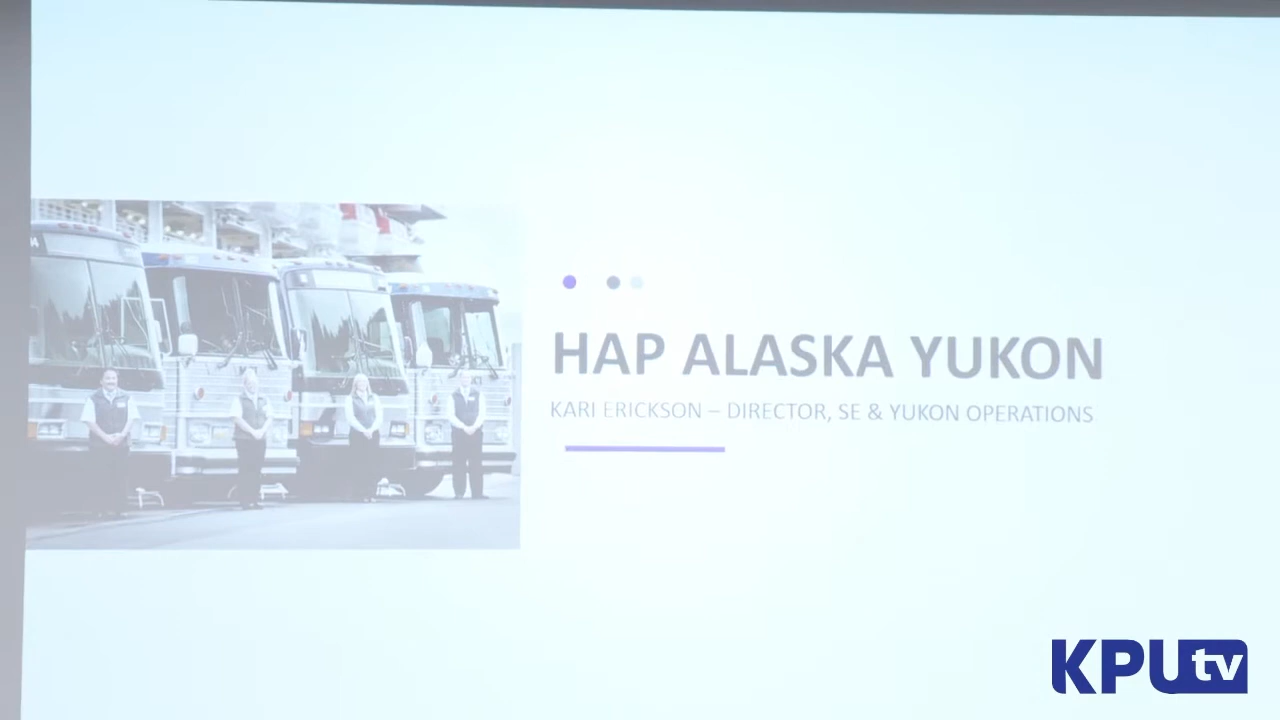 HAP ALASKA YUKON
KARI ERICKSON – DIRECTOR, SE & YUKON OPERATIONS
KPUtv